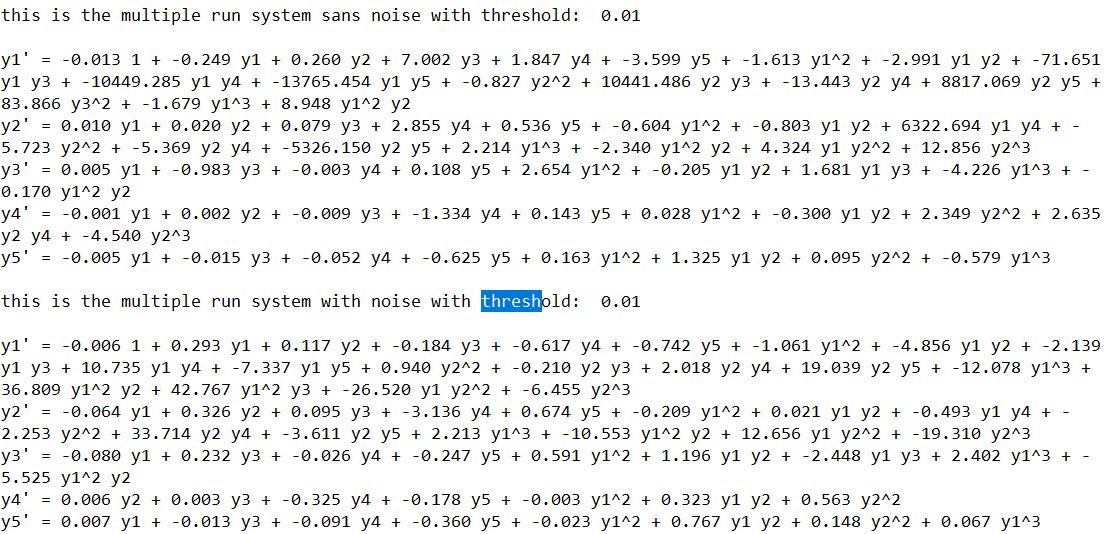 this is the multiple run system sans noise with threshold:  0.01
y1' = -0.013 1 + -0.249 y1 + 0.260 y2 + 7.002 y3 + 1.847 y4 + -3.599 y5 + -1.613 y1^2 + -2.991 y1 y2 + -71.651
y1 y3 + -10449.285 y1 y4 + -13765.454 y1 y5 + -0.827 y2^2 + 10441.486 y2 y3 + -13.443 y2 y4 + 8817.069 y2 y5 +
83.866 y3^2 + -1.679 y1^3 + 8.948 y1^2 y2
y2' = 0.010 y1 + 0.020 y2 + 0.079 y3 + 2.855 y4 + 0.536 y5 + -0.604 y1^2 + -0.803 y1 y2 + 6322.694 y1 y4 + -
5.723 y2^2 + -5.369 y2 y4 + -5326.150 y2 y5 + 2.214 y1^3 + -2.340 y1^2 y2 + 4.324 y1 y2^2 + 12.856 y2^3
y3' = 0.005 y1 + -0.983 y3 + -0.003 y4 + 0.108 y5 + 2.654 y1^2 + -0.205 y1 y2 + 1.681 y1 y3 + -4.226 y1^3 + -
0.170 y1^2 y2
y4' = -0.001 y1 + 0.002 y2 + -0.009 y3 + -1.334 y4 + 0.143 y5 + 0.028 y1^2 + -0.300 y1 y2 + 2.349 y2^2 + 2.635
y2 y4 + -4.540 y2^3
y5' = -0.005 y1 + -0.015 y3 + -0.052 y4 + -0.625 y5 + 0.163 y1^2 + 1.325 y1 y2 + 0.095 y2^2 + -0.579 y1^3
this is the multiple run system with noise with threshold:  0.01
y1' = -0.006 1 + 0.293 y1 + 0.117 y2 + -0.184 y3 + -0.617 y4 + -0.742 y5 + -1.061 y1^2 + -4.856 y1 y2 + -2.139
y1 y3 + 10.735 y1 y4 + -7.337 y1 y5 + 0.940 y2^2 + -0.210 y2 y3 + 2.018 y2 y4 + 19.039 y2 y5 + -12.078 y1^3 +
36.809 y1^2 y2 + 42.767 y1^2 y3 + -26.520 y1 y2^2 + -6.455 y2^3
y2' = -0.064 y1 + 0.326 y2 + 0.095 y3 + -3.136 y4 + 0.674 y5 + -0.209 y1^2 + 0.021 y1 y2 + -0.493 y1 y4 + -
2.253 y2^2 + 33.714 y2 y4 + -3.611 y2 y5 + 2.213 y1^3 + -10.553 y1^2 y2 + 12.656 y1 y2^2 + -19.310 y2^3
y3' = -0.080 y1 + 0.232 y3 + -0.026 y4 + -0.247 y5 + 0.591 y1^2 + 1.196 y1 y2 + -2.448 y1 y3 + 2.402 y1^3 + -
5.525 y1^2 y2
y4' = 0.006 y2 + 0.003 y3 + -0.325 y4 + -0.178 y5 + -0.003 y1^2 + 0.323 y1 y2 + 0.563 y2^2
y5' = 0.007 y1 + -0.013 y3 + -0.091 y4 + -0.360 y5 + -0.023 y1^2 + 0.767 y1 y2 + 0.148 y2^2 + 0.067 y1^3